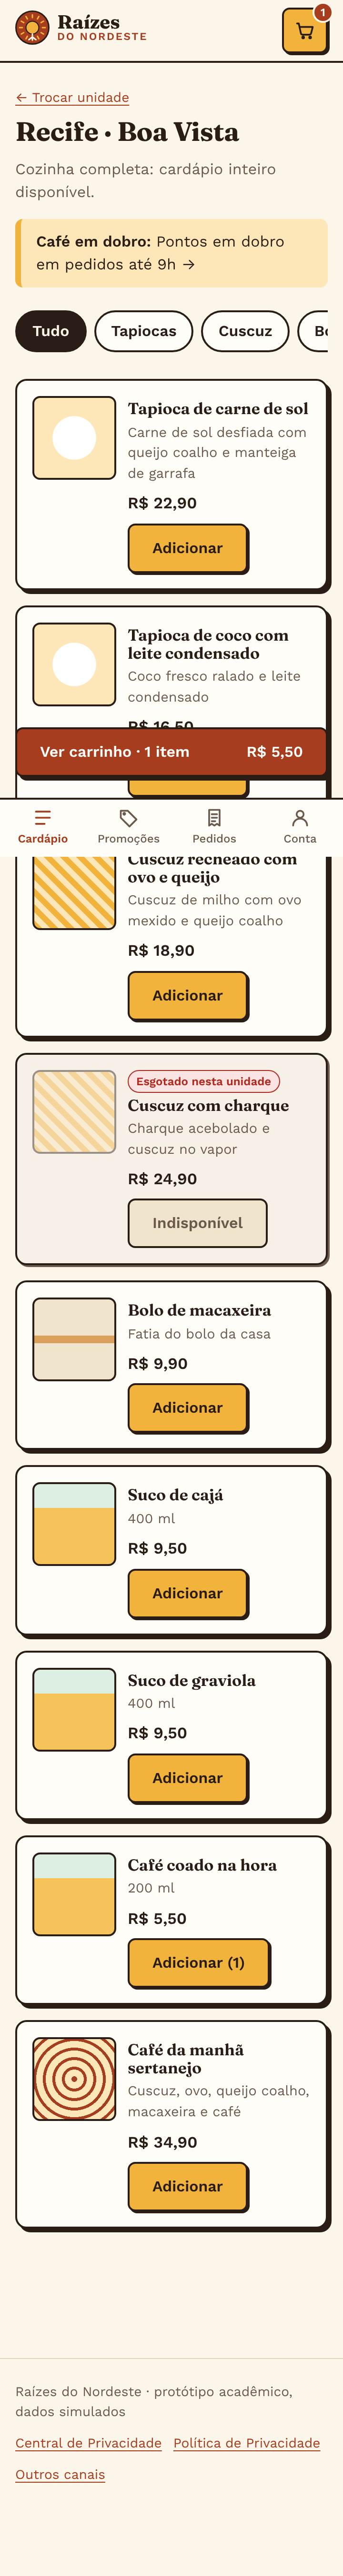 Raízes
DO NORDESTE
1
← Trocar unidade
Recife · Boa Vista
Cozinha completa: cardápio inteiro
disponível.
Café em dobro: Pontos em dobro
em pedidos até 9h →
Tudo
Tapiocas
Cuscuz
Tapioca de carne de sol
Carne de sol desfiada com
queijo coalho e manteiga
de garrafa
R$ 22,90
Adicionar
Tapioca de coco com
leite condensado
Coco fresco ralado e leite
condensado
R$ 16,50
Ver carrinho · 1 item
R$ 5,50
Cardápio
Promoções
Pedidos
Conta
Cuscuz recheado com
ovo e queijo
Cuscuz de milho com ovo
mexido e queijo coalho
R$ 18,90
Adicionar
Esgotado nesta unidade
Cuscuz com charque
Charque acebolado e
cuscuz no vapor
R$ 24,90
Indisponível
Bolo de macaxeira
Fatia do bolo da casa
R$ 9,90
Adicionar
Suco de cajá
400 ml
R$ 9,50
Adicionar
Suco de graviola
400 ml
R$ 9,50
Adicionar
Café coado na hora
200 ml
R$ 5,50
Adicionar (1)
Café da manhã
sertanejo
Cuscuz, ovo, queijo coalho,
macaxeira e café
R$ 34,90
Adicionar
Raízes do Nordeste · protótipo acadêmico,
dados simulados
Central de Privacidade
Política de Privacidade
Outros canais